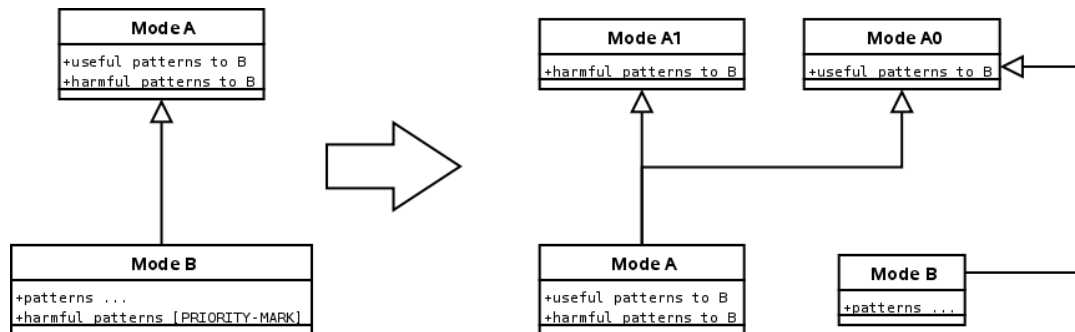 Mode A
+useful patterns to B
+harmful patterns to B
Mode B
+patterns ...
+harmful patterns [PRIORITY-MARK]
Mode A1
+harmful patterns to B
Mode A0
+useful patterns to B
Mode A
+useful patterns to B
+harmful patterns to B
Mode B
+patterns ...